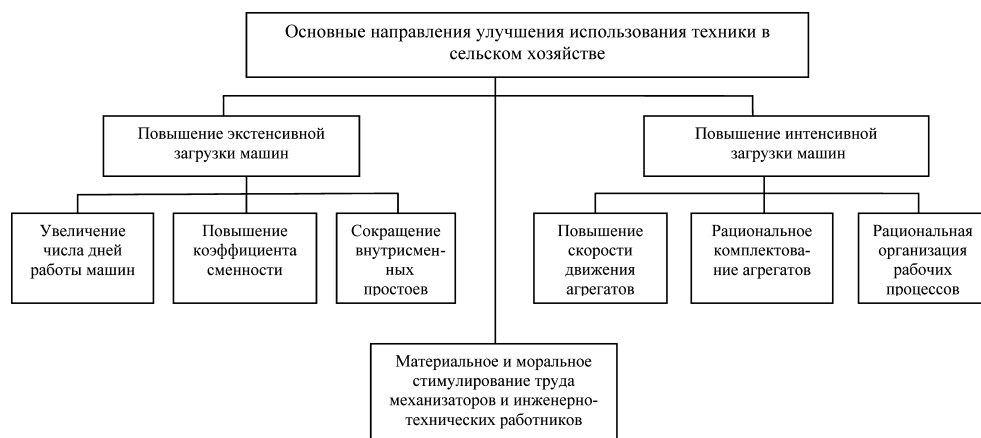 Основные направления улучшения использования техники в
сельском хозяйстве
Повышение экстенсивной
загрузки машин
Повышение интенсивной
загрузки машин
Увеличение
числа дней
работы машин
Повышение
коэффициента
сменности
Сокращение
внутрисмен-
ных
простоев
Повышение
скорости
движения
агрегатов
Рациональное
комплектова-
ние агрегатов
Рациональная
организация
рабочих
процессов
Материальное и моральное
стимулирование труда
механизаторов и инженерно-
технических работников